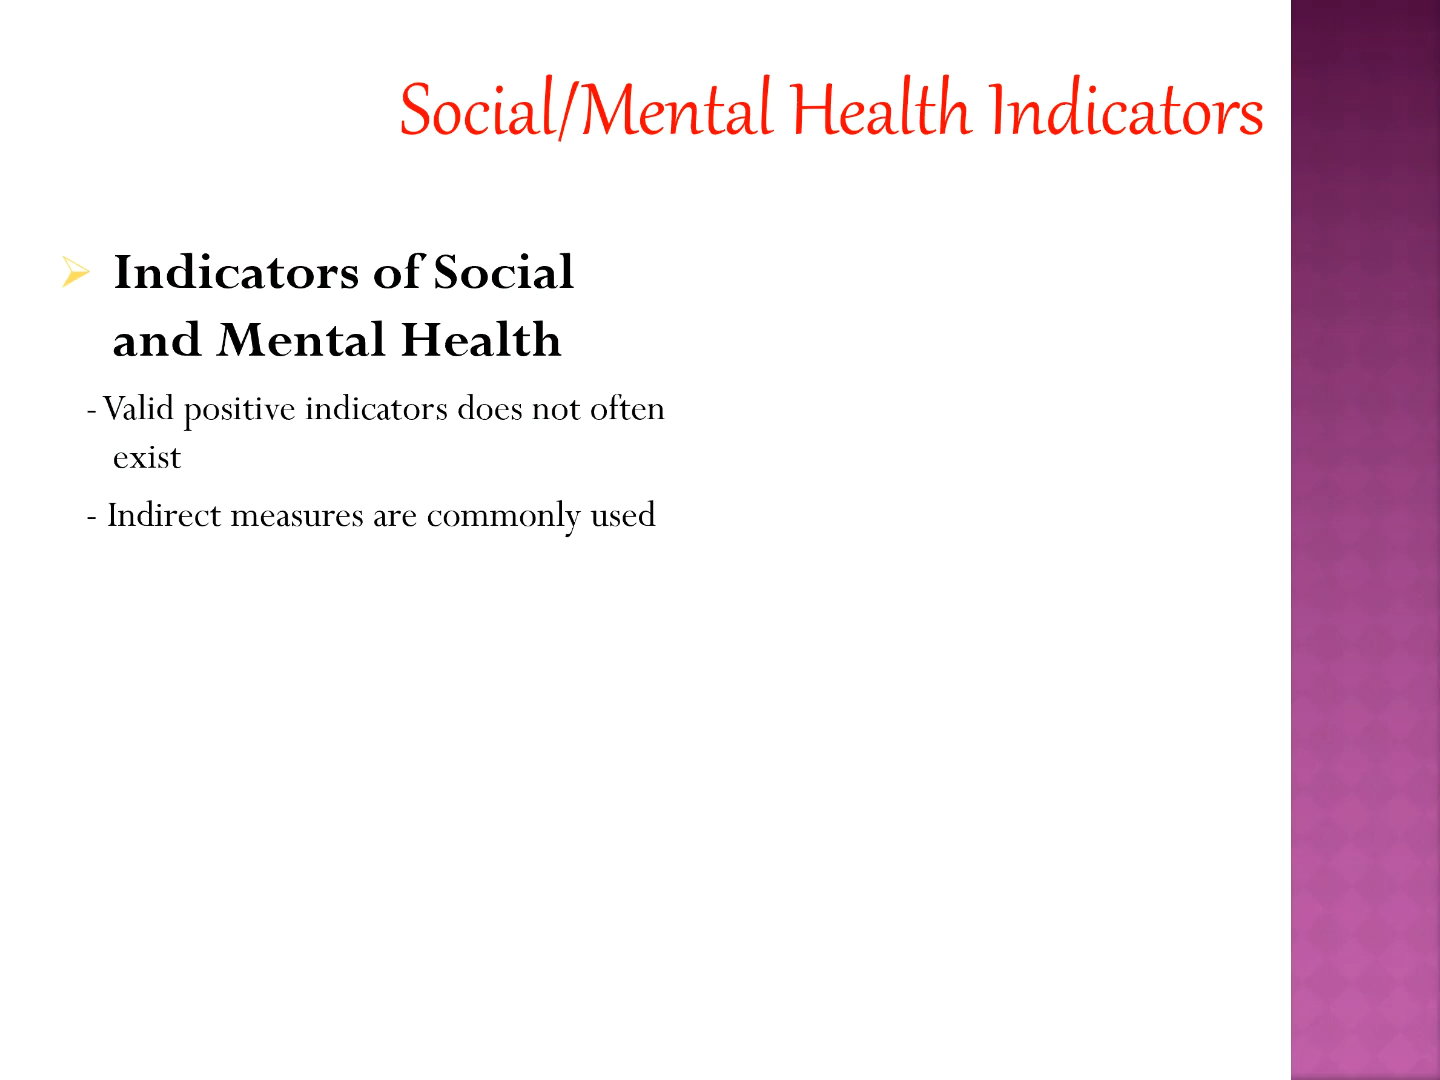 Social/Mental Health Indicators
➢ Indicators of Social
and Mental Health
- Valid positive indicators does not often
exist
- Indirect measures are commonly used